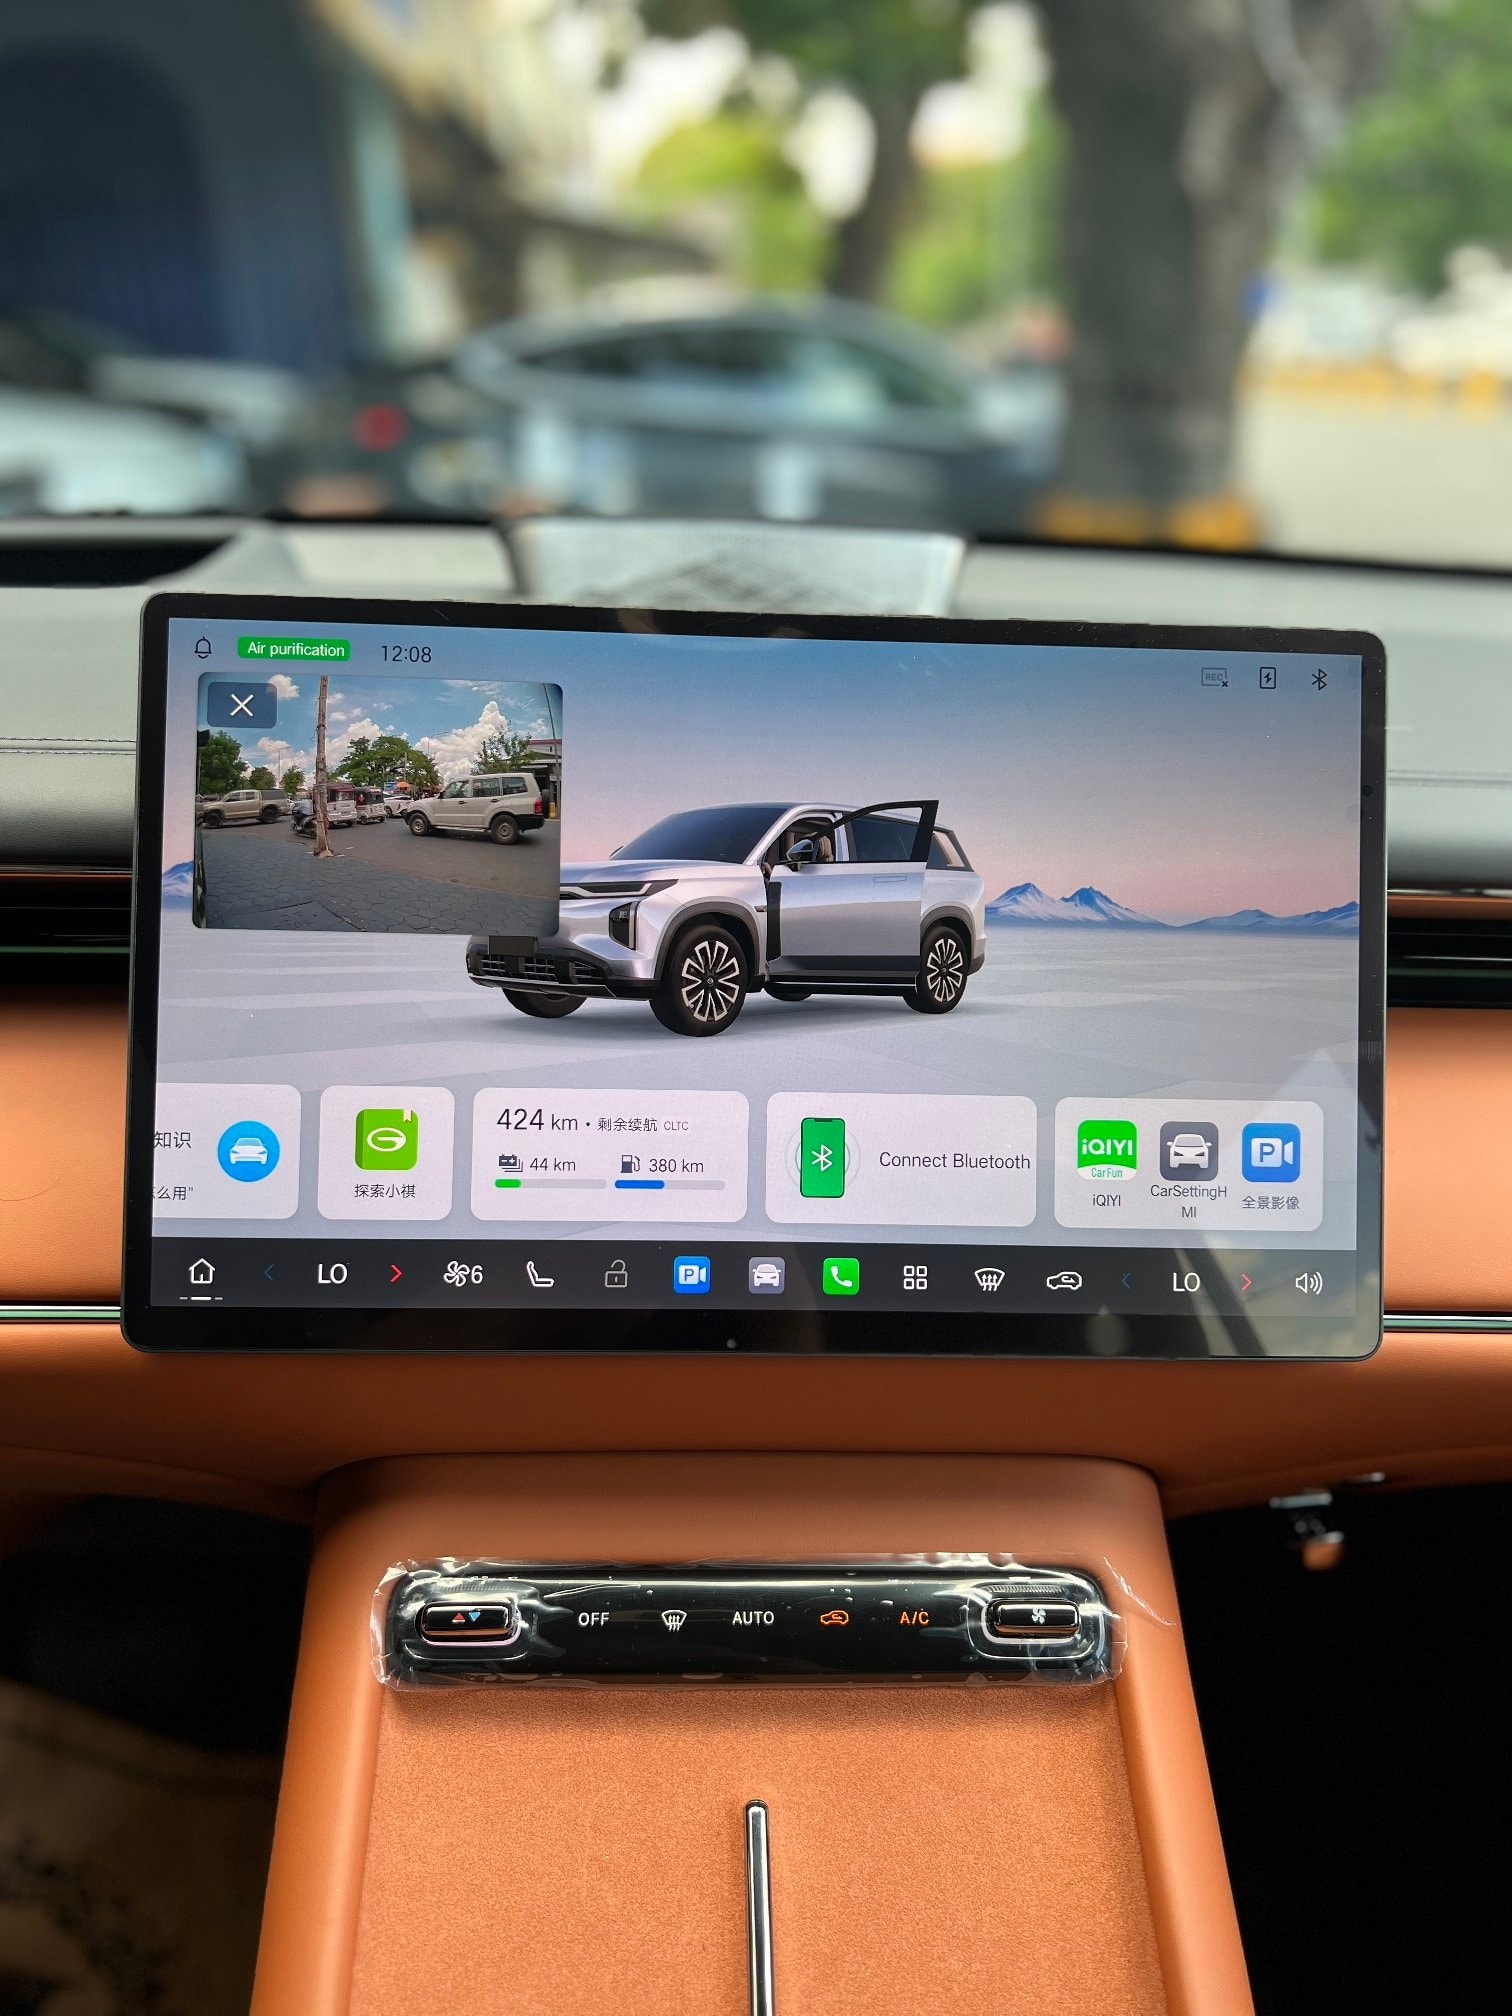 Air purification 12:08
REC
知识
么用"
探索小祺
424 km · 剩余续航 CLTC
44 km 380 km
Connect Bluetooth
iQIYI
CarFun
iQIYI
CarSettingH
MI
P
全景影像
LO 6 P LO
OFF AUTO A/C